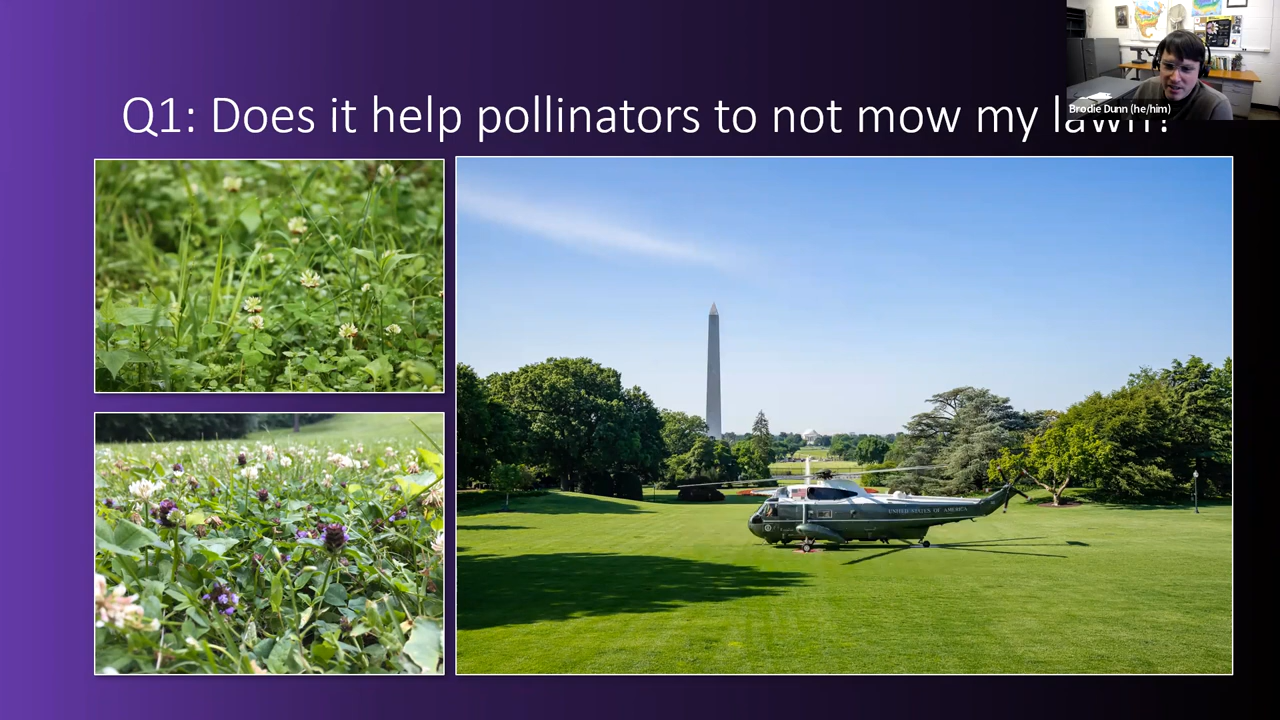 Q1: Does it help pollinators to not mow my lawn?
Brodie Dunn (he/him)
UNITED STATES OF AMERICA